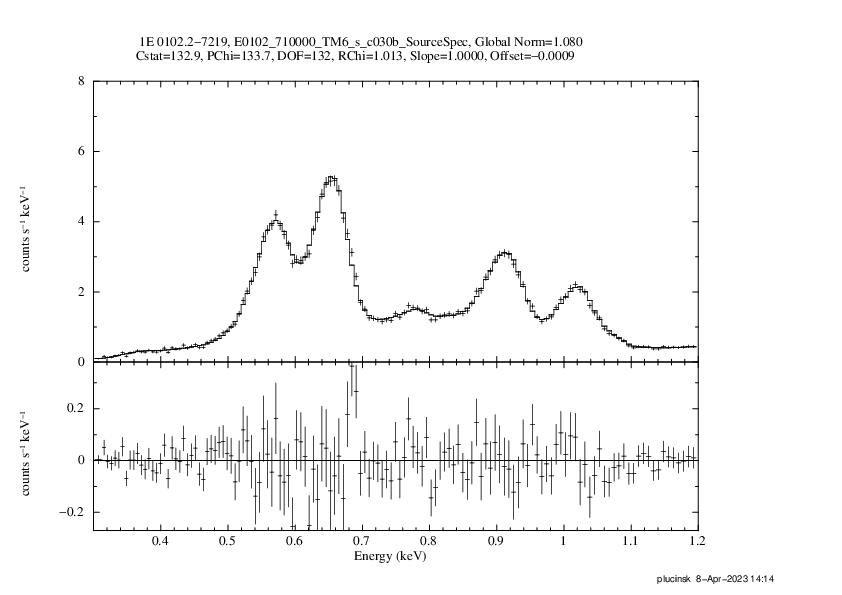 1E 0102.2−7219, E0102_710000_TM6_s_c030b_SourceSpec, Global Norm=1.080
Cstat=132.9, PChi=133.7, DOF=132, RChi=1.013, Slope=1.0000, Offset=−0.0009
8
6
4
2
0
counts s⁻¹ keV⁻¹
0.2
0
−0.2
counts s⁻¹ keV⁻¹
0.4 0.5 0.6 0.7 0.8 0.9 1 1.1 1.2
Energy (keV)
plucinsk 8−Apr−2023 14:14